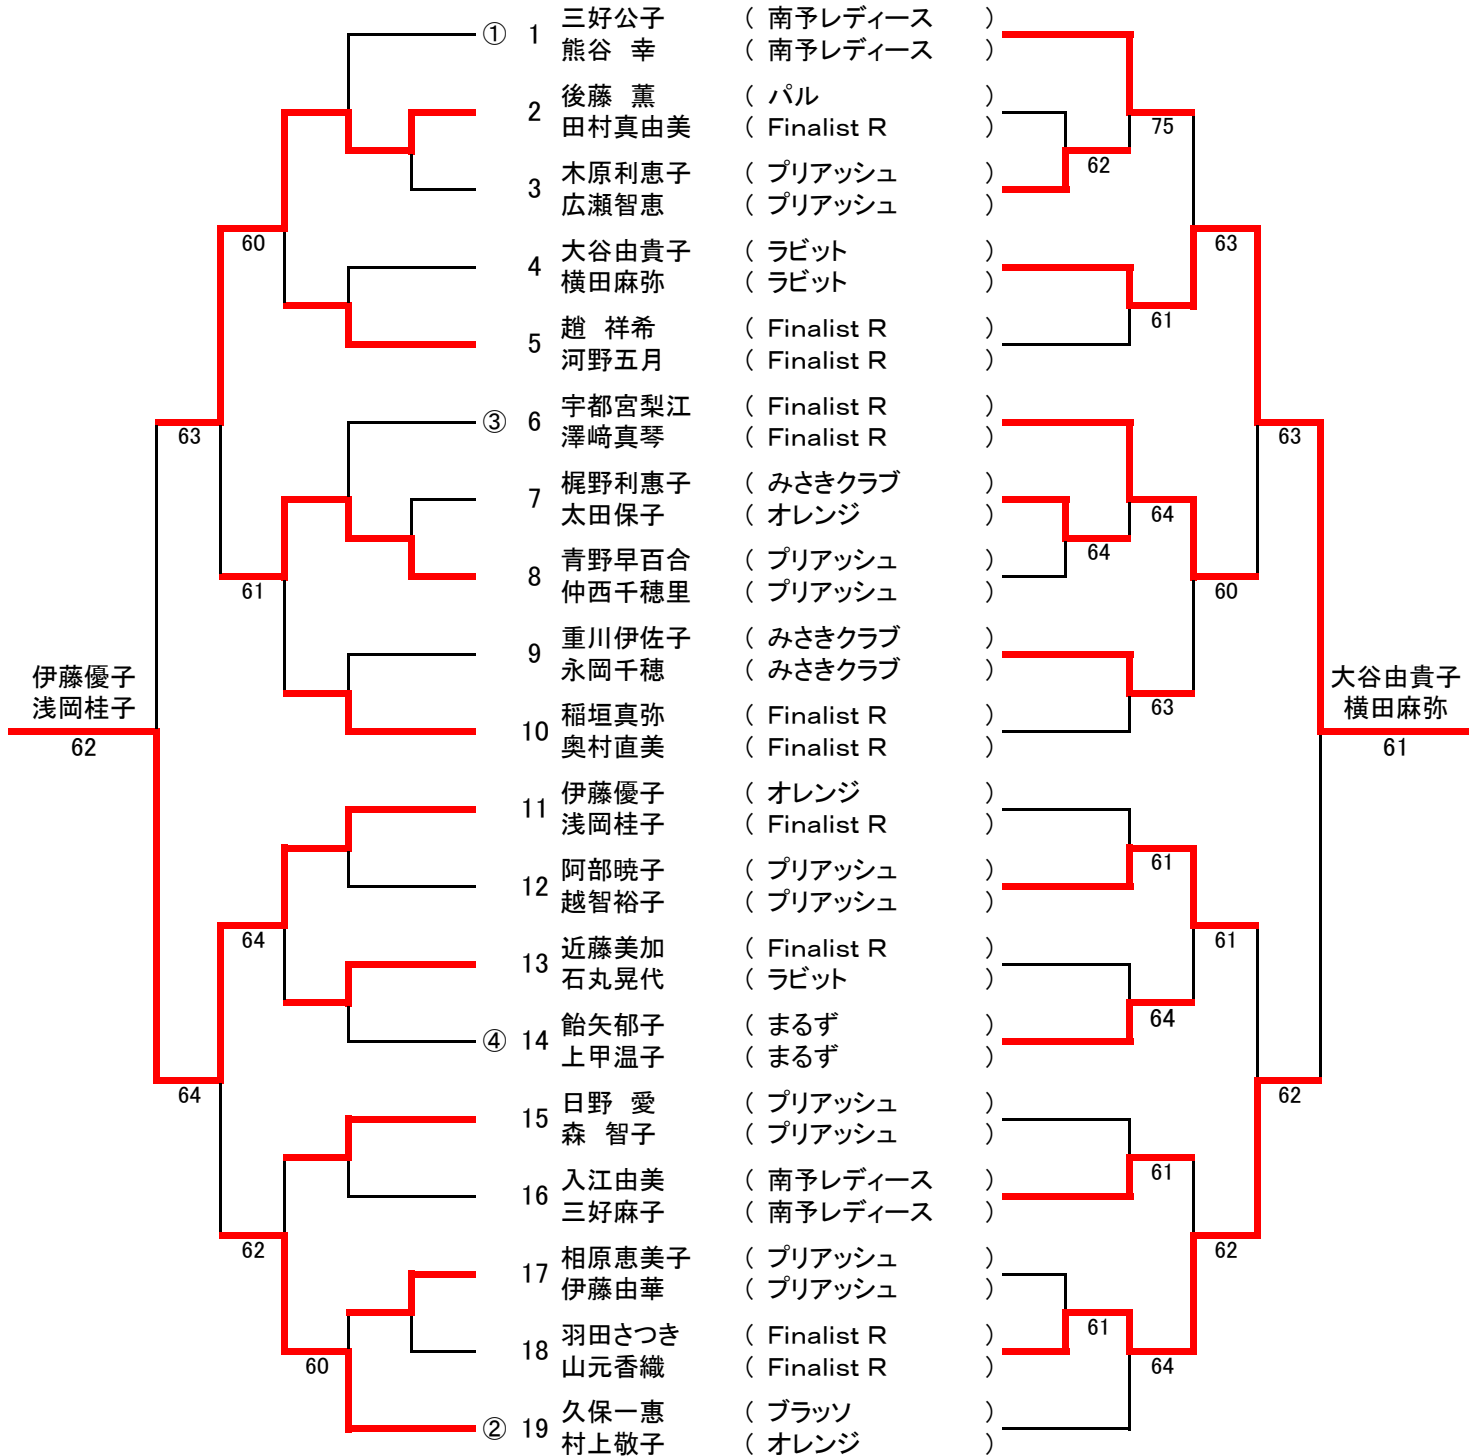 ① 1 三好公子 ( 南予レディース )
熊谷 幸 ( 南予レディース )
2 後藤 薫 ( パル )
田村真由美 ( Finalist R )
75
3 木原利恵子 ( プリアッシュ )
広瀬智恵 ( プリアッシュ )
62
60
63
4 大谷由貴子 ( ラビット )
横田麻弥 ( ラビット )
61
5 趙 祥希 ( Finalist R )
河野五月 ( Finalist R )
③ 6 宇都宮梨江 ( Finalist R )
澤﨑真琴 ( Finalist R )
63
63
7 梶野利惠子 ( みさきクラブ )
太田保子 ( オレンジ )
64
64
8 青野早百合 ( プリアッシュ )
仲西千穂里 ( プリアッシュ )
61
60
9 重川伊佐子 ( みさきクラブ )
永岡千穂 ( みさきクラブ )
伊藤優子
浅岡桂子
62
大谷由貴子
横田麻弥
61
63
10 稲垣真弥 ( Finalist R )
奥村直美 ( Finalist R )
11 伊藤優子 ( オレンジ )
浅岡桂子 ( Finalist R )
61
12 阿部暁子 ( プリアッシュ )
越智裕子 ( プリアッシュ )
64
61
13 近藤美加 ( Finalist R )
石丸晃代 ( ラビット )
64
④ 14 飴矢郁子 ( まるず )
上甲温子 ( まるず )
64
62
15 日野 愛 ( プリアッシュ )
森 智子 ( プリアッシュ )
61
16 入江由美 ( 南予レディース )
三好麻子 ( 南予レディース )
62
62
17 相原恵美子 ( プリアッシュ )
伊藤由華 ( プリアッシュ )
61
18 羽田さつき ( Finalist R )
山元香織 ( Finalist R )
60
64
② 19 久保一惠 ( ブラッソ )
村上敬子 ( オレンジ )